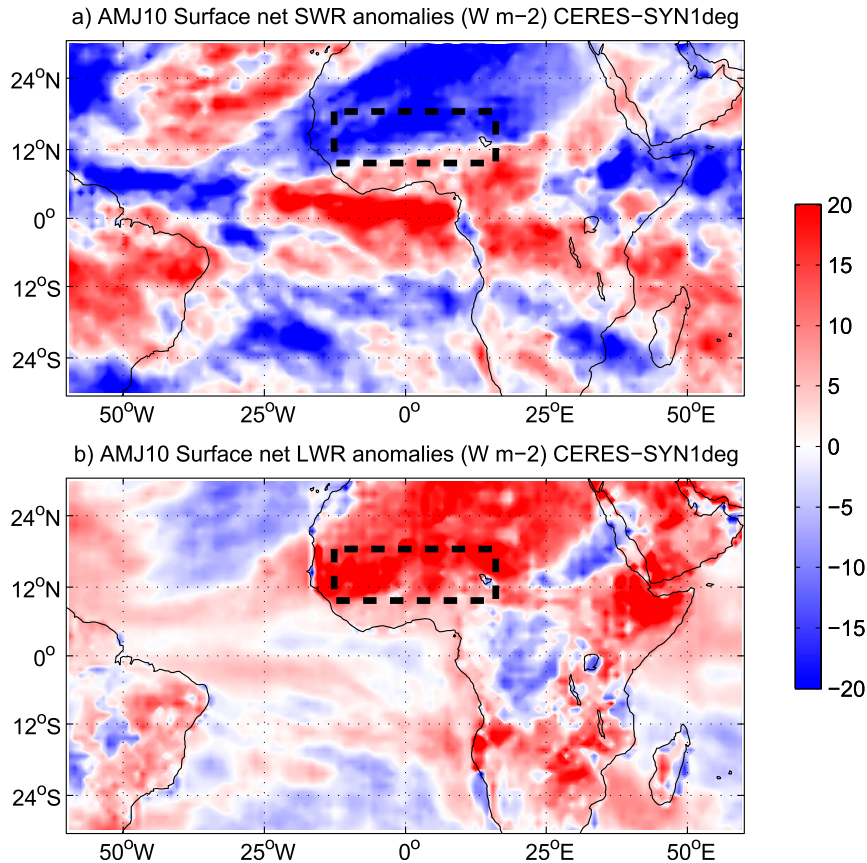 a) AMJ10 Surface net SWR anomalies (W m−2) CERES−SYN1deg
24°N
12°N
0°
12°S
24°S
50°W 25°W 0° 25°E 50°E
b) AMJ10 Surface net LWR anomalies (W m−2) CERES−SYN1deg
24°N
12°N
0°
12°S
24°S
50°W 25°W 0° 25°E 50°E
20
15
10
5
0
−5
−10
−15
−20